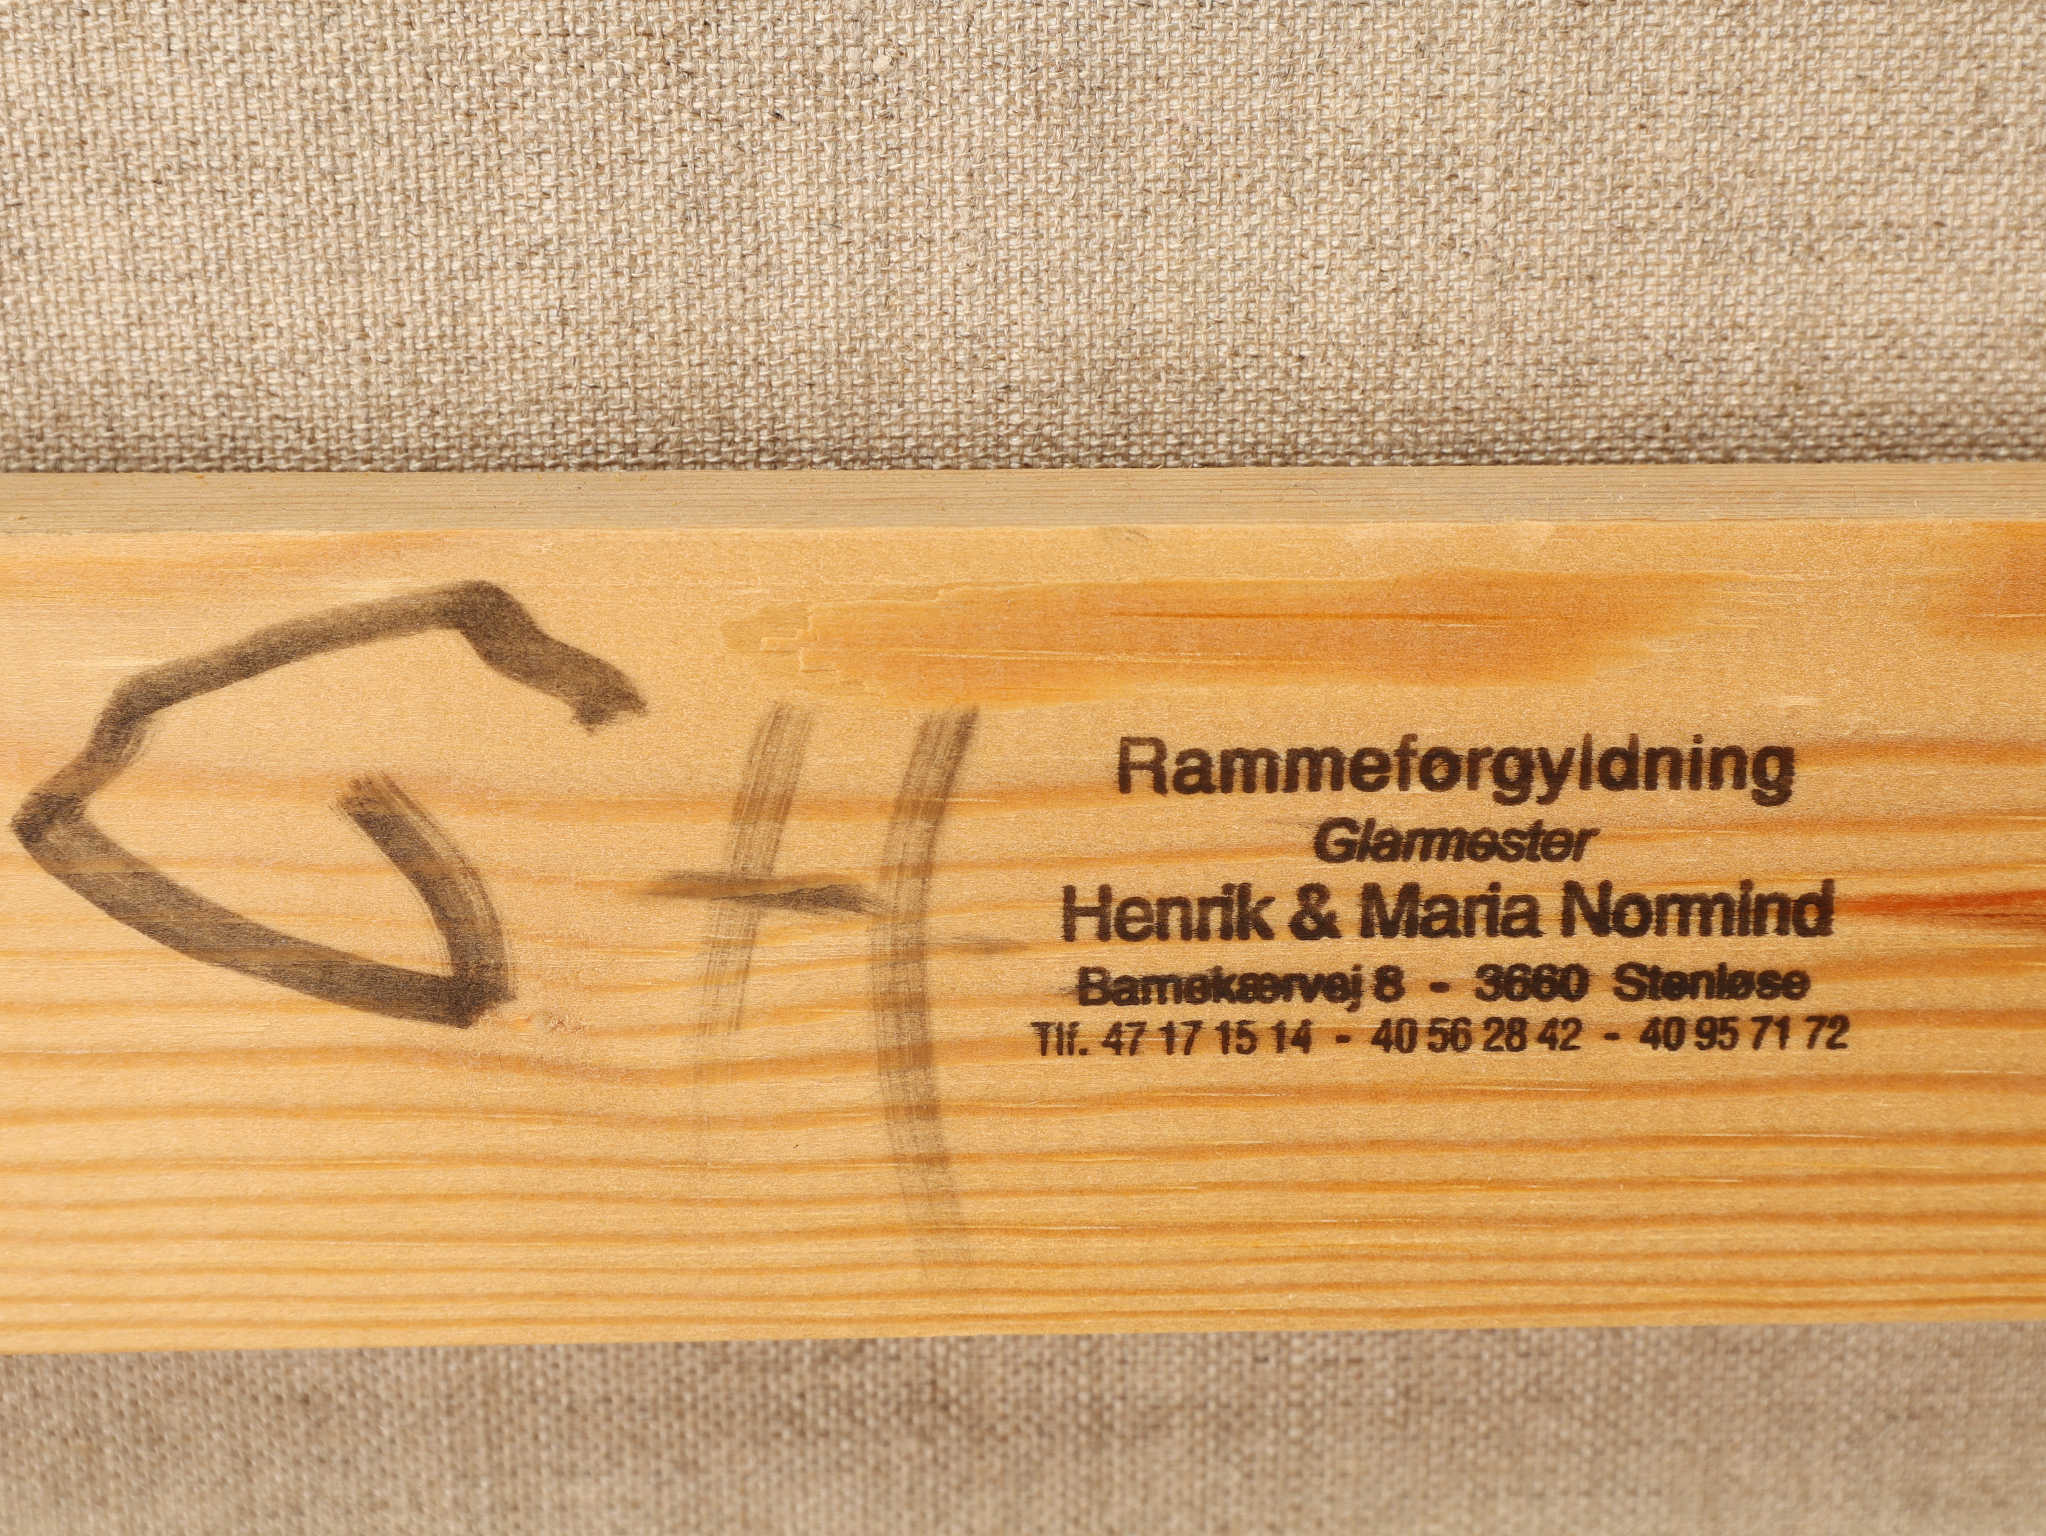 GH
Rammeforgyldning
Glarmester
Henrik & Maria Normind
Barnekærvej 8 - 3660 Stenløse
Tlf. 47 17 15 14 - 40 56 28 42 - 40 95 71 72